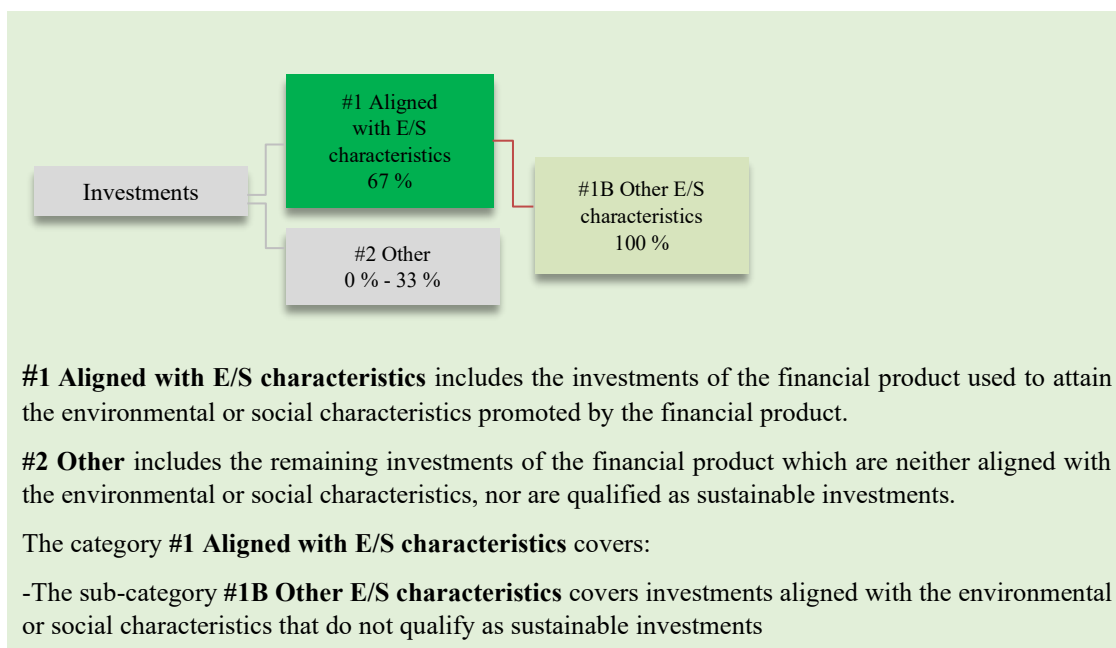 #1 Aligned
with E/S
characteristics
67 %
Investments
#1B Other E/S
characteristics
100 %
#2 Other
0 % - 33 %
#1 Aligned with E/S characteristics includes the investments of the financial product used to attain
the environmental or social characteristics promoted by the financial product.
#2 Other includes the remaining investments of the financial product which are neither aligned with
the environmental or social characteristics, nor are qualified as sustainable investments.
The category #1 Aligned with E/S characteristics covers:
-The sub-category #1B Other E/S characteristics covers investments aligned with the environmental
or social characteristics that do not qualify as sustainable investments